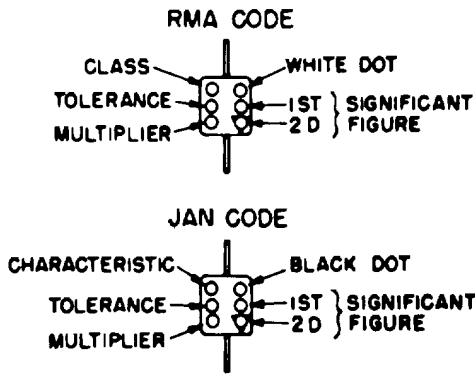 RMA CODE
CLASS WHITE DOT
TOLERANCE 1ST } SIGNIFICANT
MULTIPLIER 2 D } FIGURE
JAN CODE
CHARACTERISTIC BLACK DOT
TOLERANCE 1ST } SIGNIFICANT
MULTIPLIER 2D } FIGURE